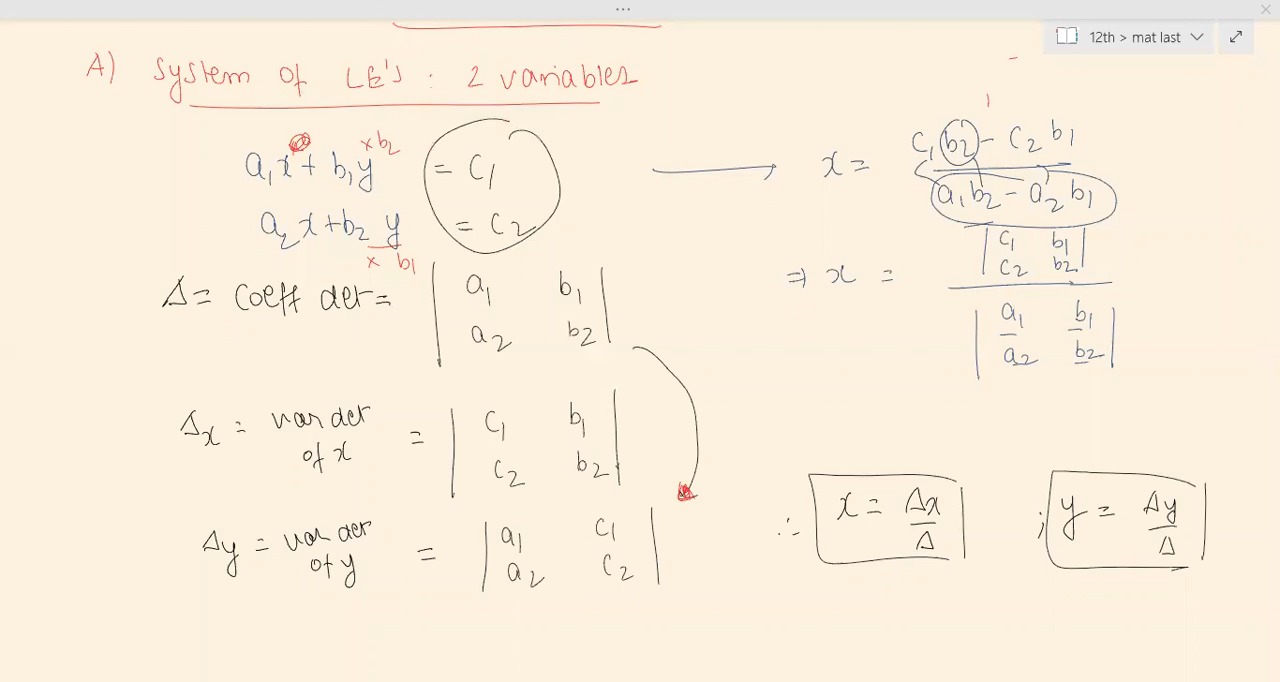 12th > mat last
A) System of LE's : 2 variables
× b2
a₁x + b₁y = c₁
a₂x + b₂y = c₂
× b₁
x = c₁b₂ - c₂b₁ / a₁b₂ - a₂b₁
⇒ x = | c₁ b₁ |
| c₂ b₂ |
| a₁ b₁ |
| a₂ b₂ |
Δ = coeff det = | a₁ b₁ |
| a₂ b₂ |
Δx = var det of x = | c₁ b₁ |
| c₂ b₂ |
Δy = var det of y = | a₁ c₁ |
| a₂ c₂ |
∴ x = Δx / Δ ; y = Δy / Δ